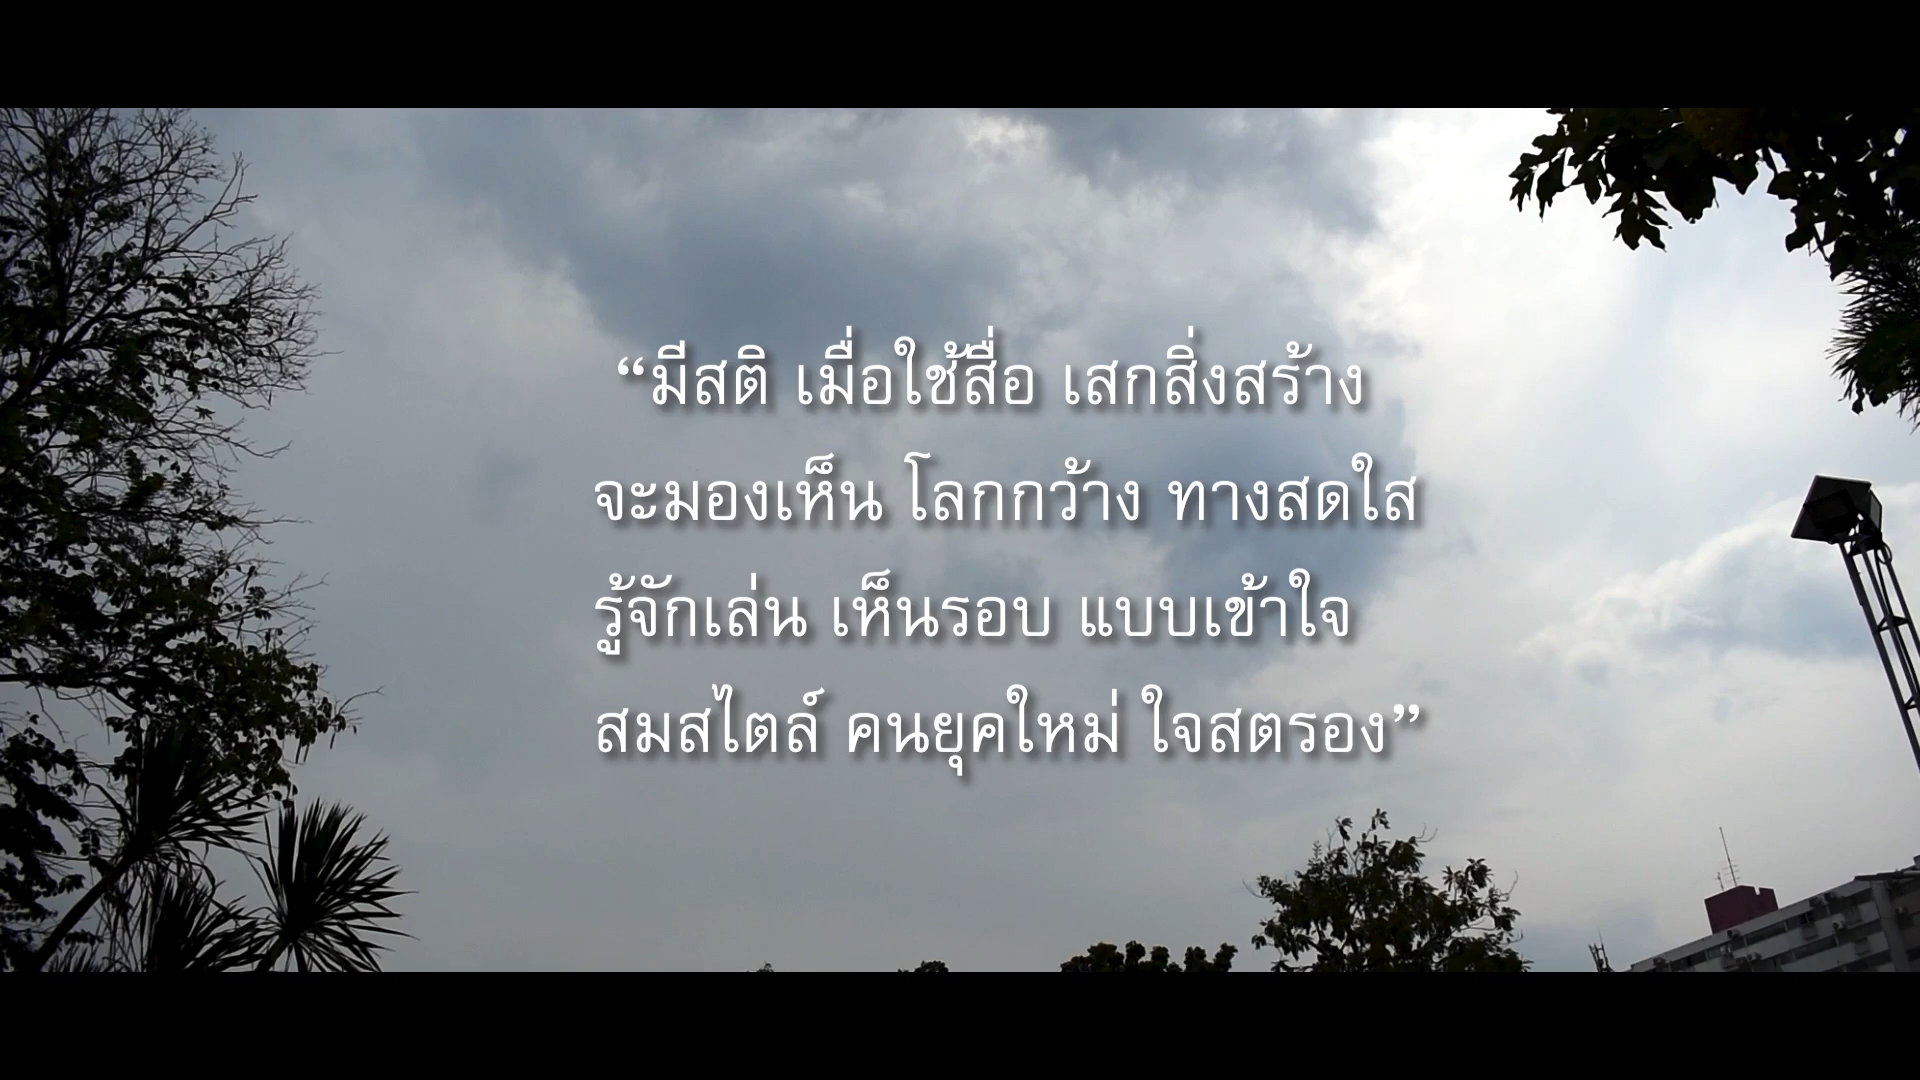 “มีสติ เมื่อใช้สื่อ เสกสิ่งสร้าง
จะมองเห็น โลกกว้าง ทางสดใส
รู้จักเล่น เห็นรอบ แบบเข้าใจ
สมสไตล์ คนยุคใหม่ ใจสตรอง”